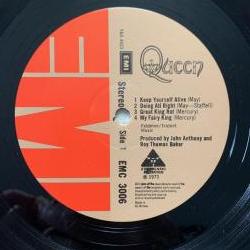 EMI
Stereo
Side 1
EMC 3006
EMI
Queen
1 Keep Yourself Alive (May)
2 Doing All Right (May—Staffell)
3 Great King Rat (Mercury)
4 My Fairy King (Mercury)
Feldman/Trident
Music
Produced by John Anthony and
Roy Thomas Baker
℗ 1973